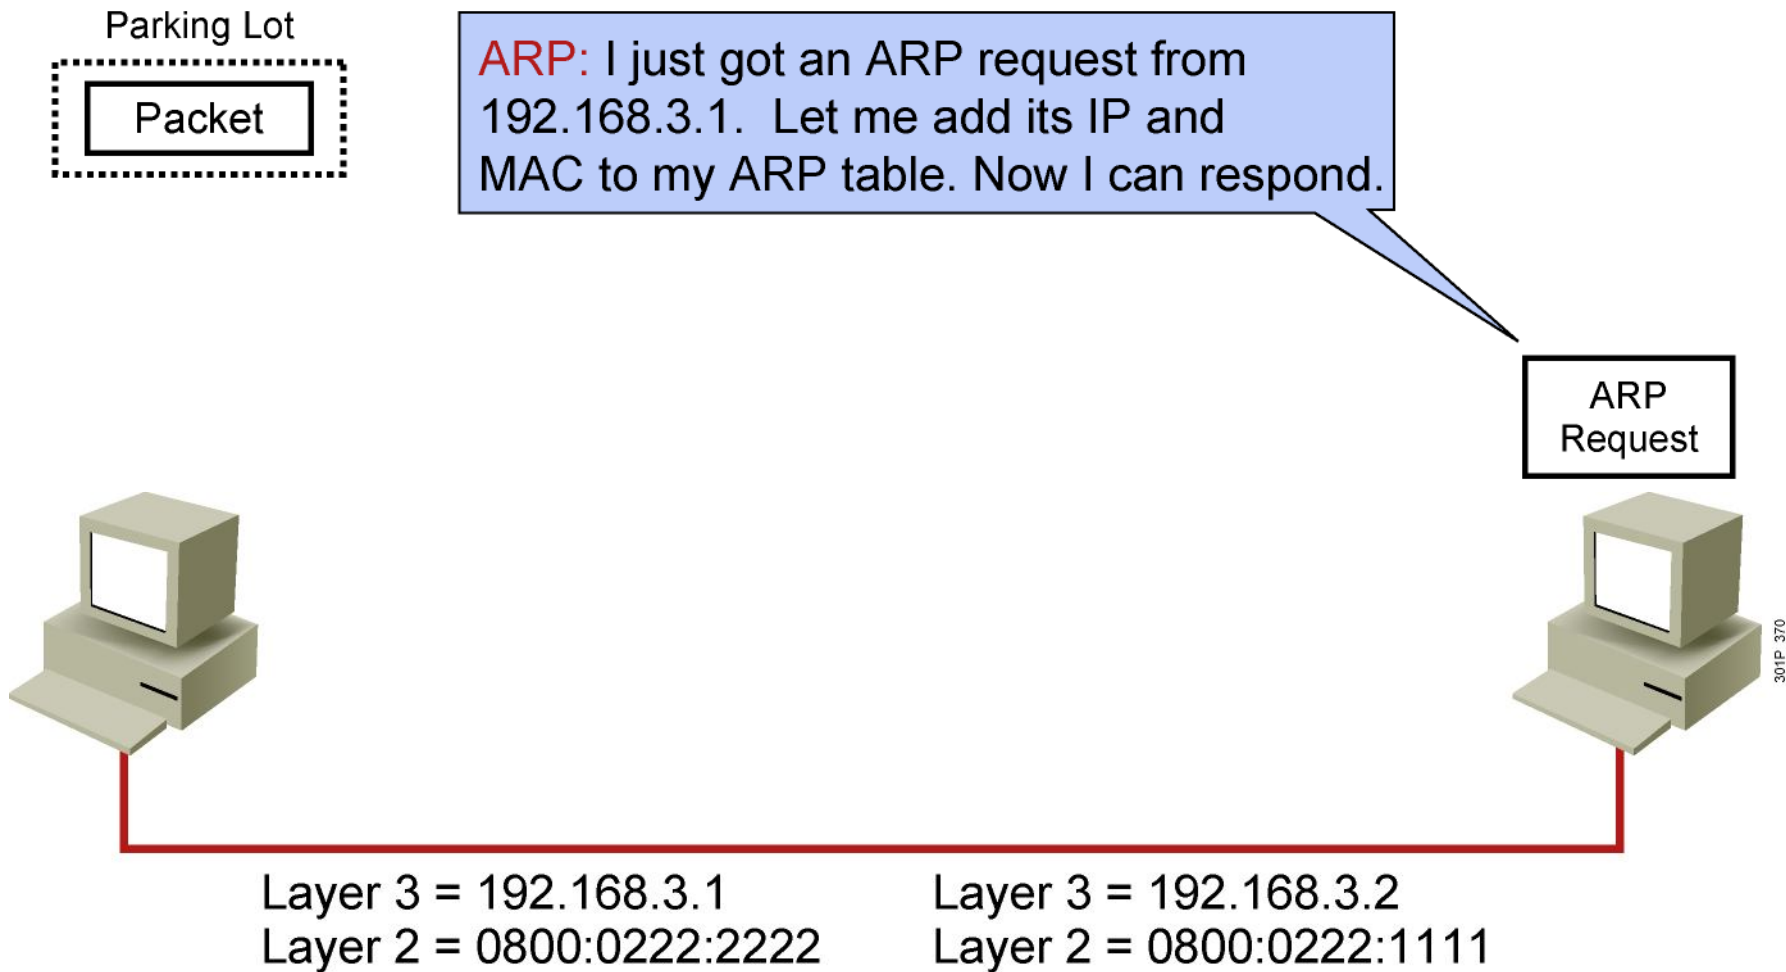 Parking Lot
Packet
ARP: I just got an ARP request from
192.168.3.1.  Let me add its IP and
MAC to my ARP table. Now I can respond.
ARP
Request
301P_370
Layer 3 = 192.168.3.1
Layer 2 = 0800:0222:2222
Layer 3 = 192.168.3.2
Layer 2 = 0800:0222:1111